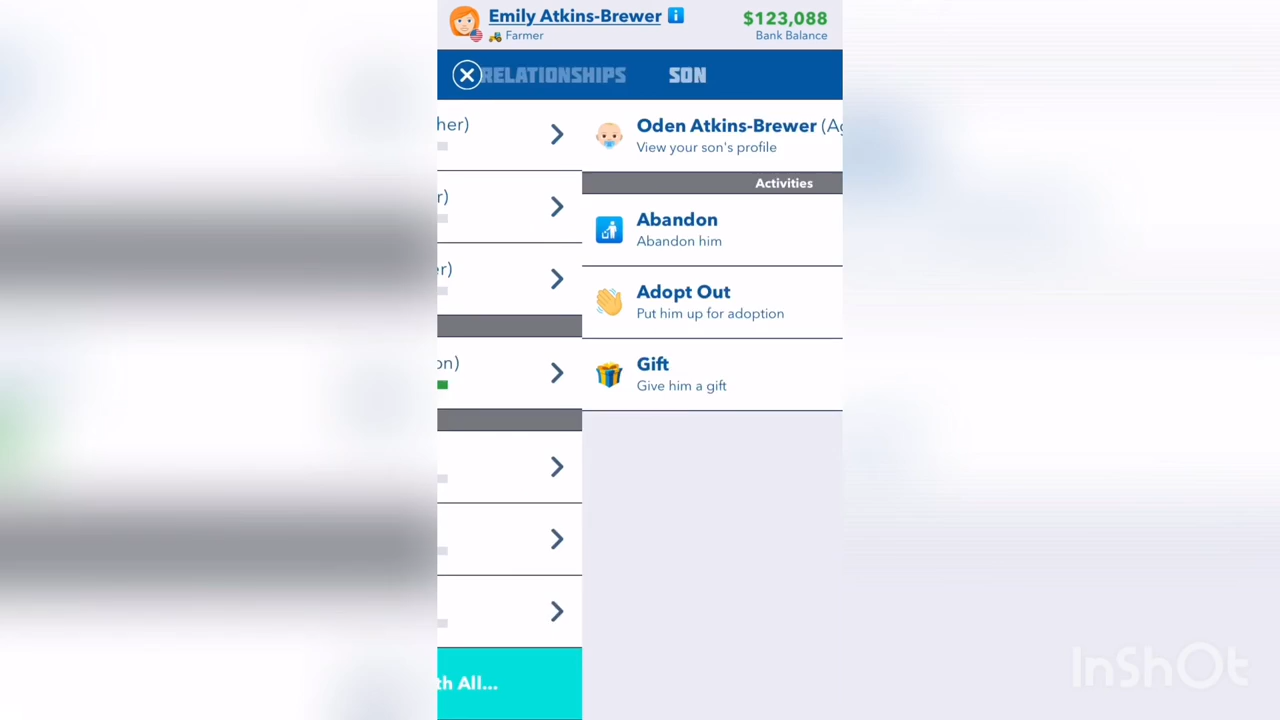 Emily Atkins-Brewer
$123,088
Farmer
Bank Balance
RELATIONSHIPS
SON
her)
r)
er)
on)
th All...
Oden Atkins-Brewer (Ag
View your son's profile
Activities
Abandon
Abandon him
Adopt Out
Put him up for adoption
Gift
Give him a gift
InShOt